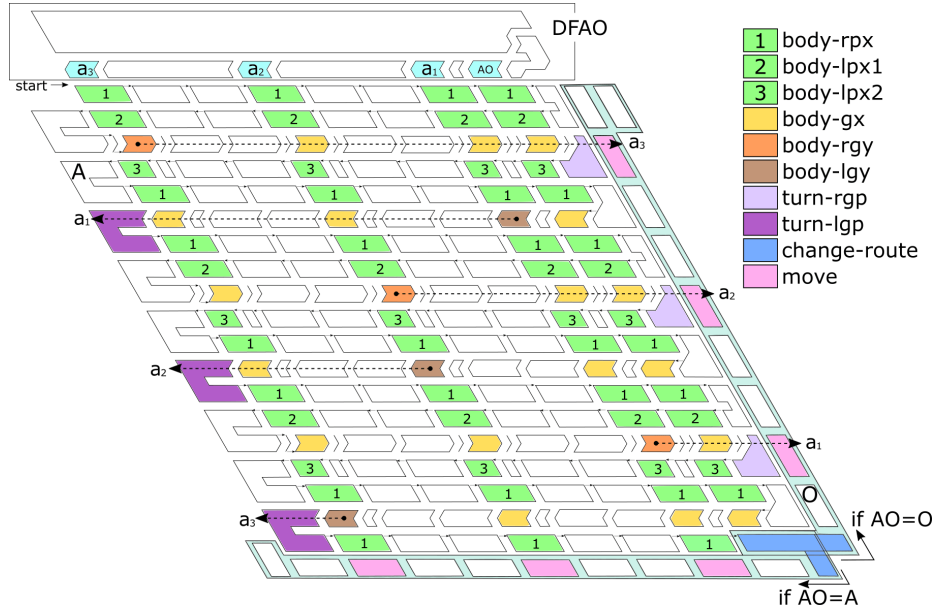 DFAO
a3 a2 a1 AO
start
1 1 1 1
2 2 2 2
a3
A 3 3 3 3
1 1 1 1
a1
1 1 1 1
2 2 2 2
a2
3 3 3 3
1 1 1 1
a2
1 1 1 1
2 2 2 2
a1
3 3 3 3
1 1 1 1 O
a3
1 1 1
if AO=O
if AO=A
1 body-rpx
2 body-lpx1
3 body-lpx2
body-gx
body-rgy
body-lgy
turn-rgp
turn-lgp
change-route
move